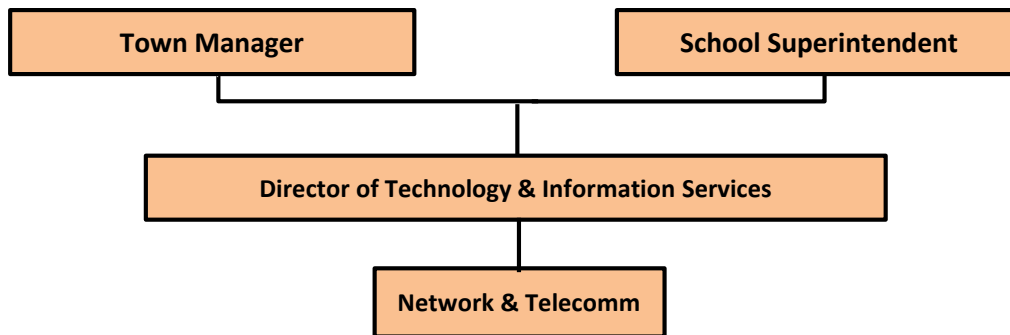 Town Manager
School Superintendent
Director of Technology & Information Services
Network & Telecomm